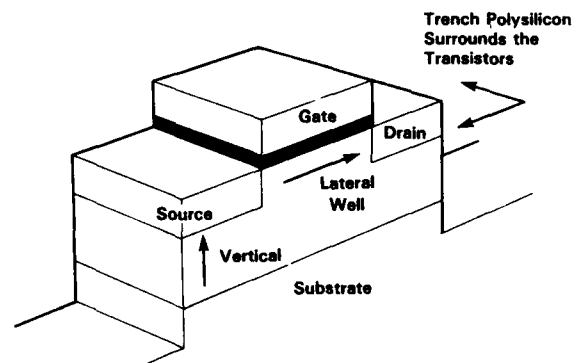 Trench Polysilicon
Surrounds the
Transistors
Gate
Drain
Lateral
Well
Source
Vertical
Substrate